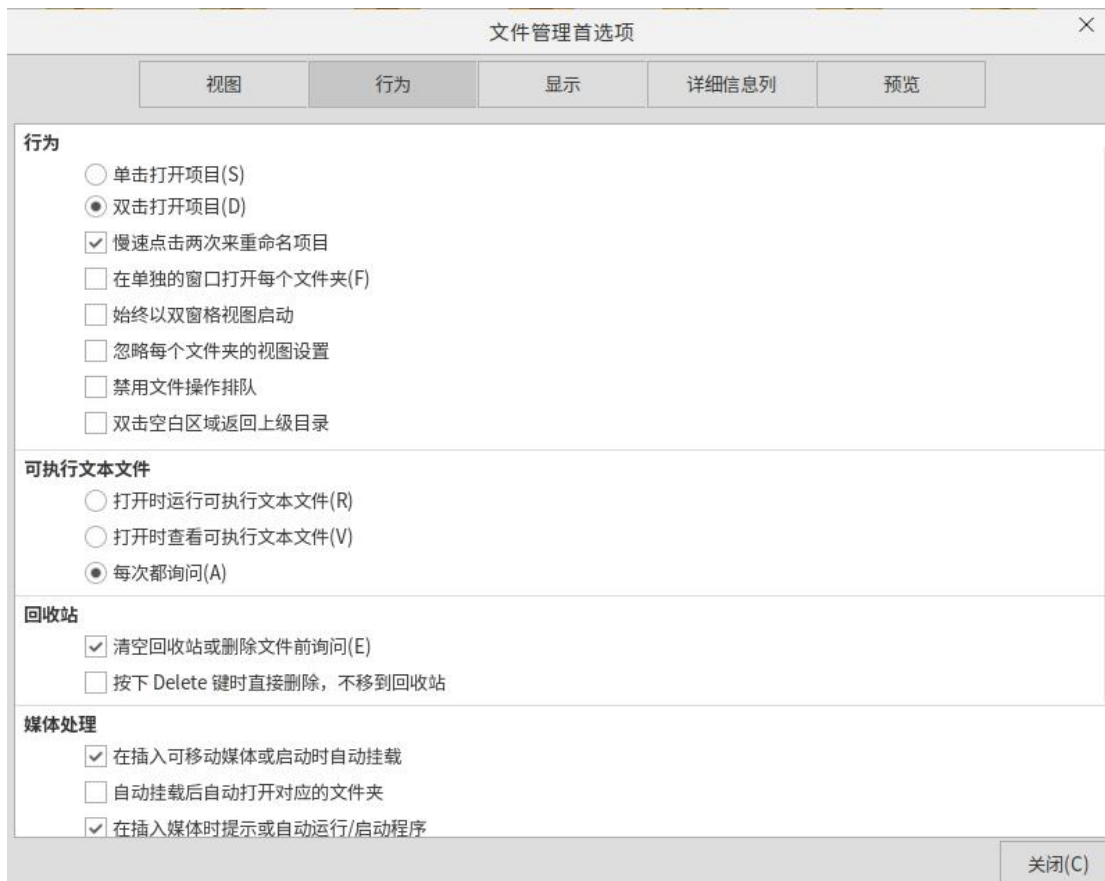 文件管理首选项
视图 行为 显示 详细信息列 预览
行为
单击打开项目(S)
双击打开项目(D)
慢速点击两次来重命名项目
在单独的窗口打开每个文件夹(F)
始终以双窗格视图启动
忽略每个文件夹的视图设置
禁用文件操作排队
双击空白区域返回上级目录
可执行文本文件
打开时运行可执行文本文件(R)
打开时查看可执行文本文件(V)
每次都询问(A)
回收站
清空回收站或删除文件前询问(E)
按下 Delete 键时直接删除，不移到回收站
媒体处理
在插入可移动媒体或启动时自动挂载
自动挂载后自动打开对应的文件夹
在插入媒体时提示或自动运行/启动程序
关闭(C)